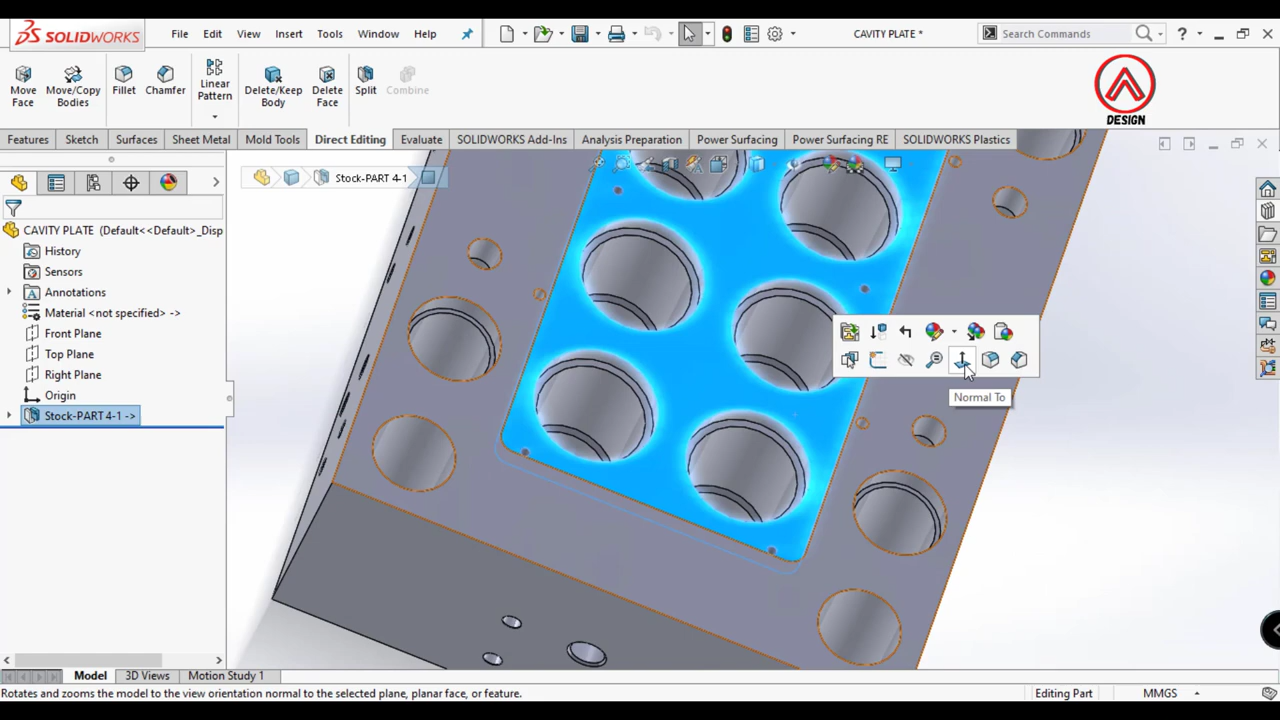 SOLIDWORKS File Edit View Insert Tools Window Help CAVITY PLATE * Search Commands ?
Move Face
Move/Copy Bodies
Fillet
Chamfer
Linear Pattern
Delete/Keep Body
Delete Face
Split
Combine
DESIGN
Features Sketch Surfaces Sheet Metal Mold Tools Direct Editing Evaluate SOLIDWORKS Add-Ins Analysis Preparation Power Surfacing Power Surfacing RE SOLIDWORKS Plastics
Stock-PART 4-1
CAVITY PLATE (Default<<Default>_Disp
History
Sensors
Annotations
Material <not specified> ->
Front Plane
Top Plane
Right Plane
Origin
Stock-PART 4-1 ->
Normal To
Model 3D Views Motion Study 1
Rotates and zooms the model to the view orientation normal to the selected plane, planar face, or feature. Editing Part MMGS